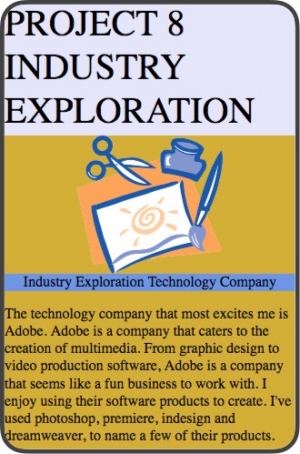 PROJECT 8
INDUSTRY
EXPLORATION
Industry Exploration Technology Company
The technology company that most excites me is
Adobe. Adobe is a company that caters to the
creation of multimedia. From graphic design to
video production software, Adobe is a company
that seems like a fun business to work with. I
enjoy using their software products to create. I've
used photoshop, premiere, indesign and
dreamweaver, to name a few of their products.